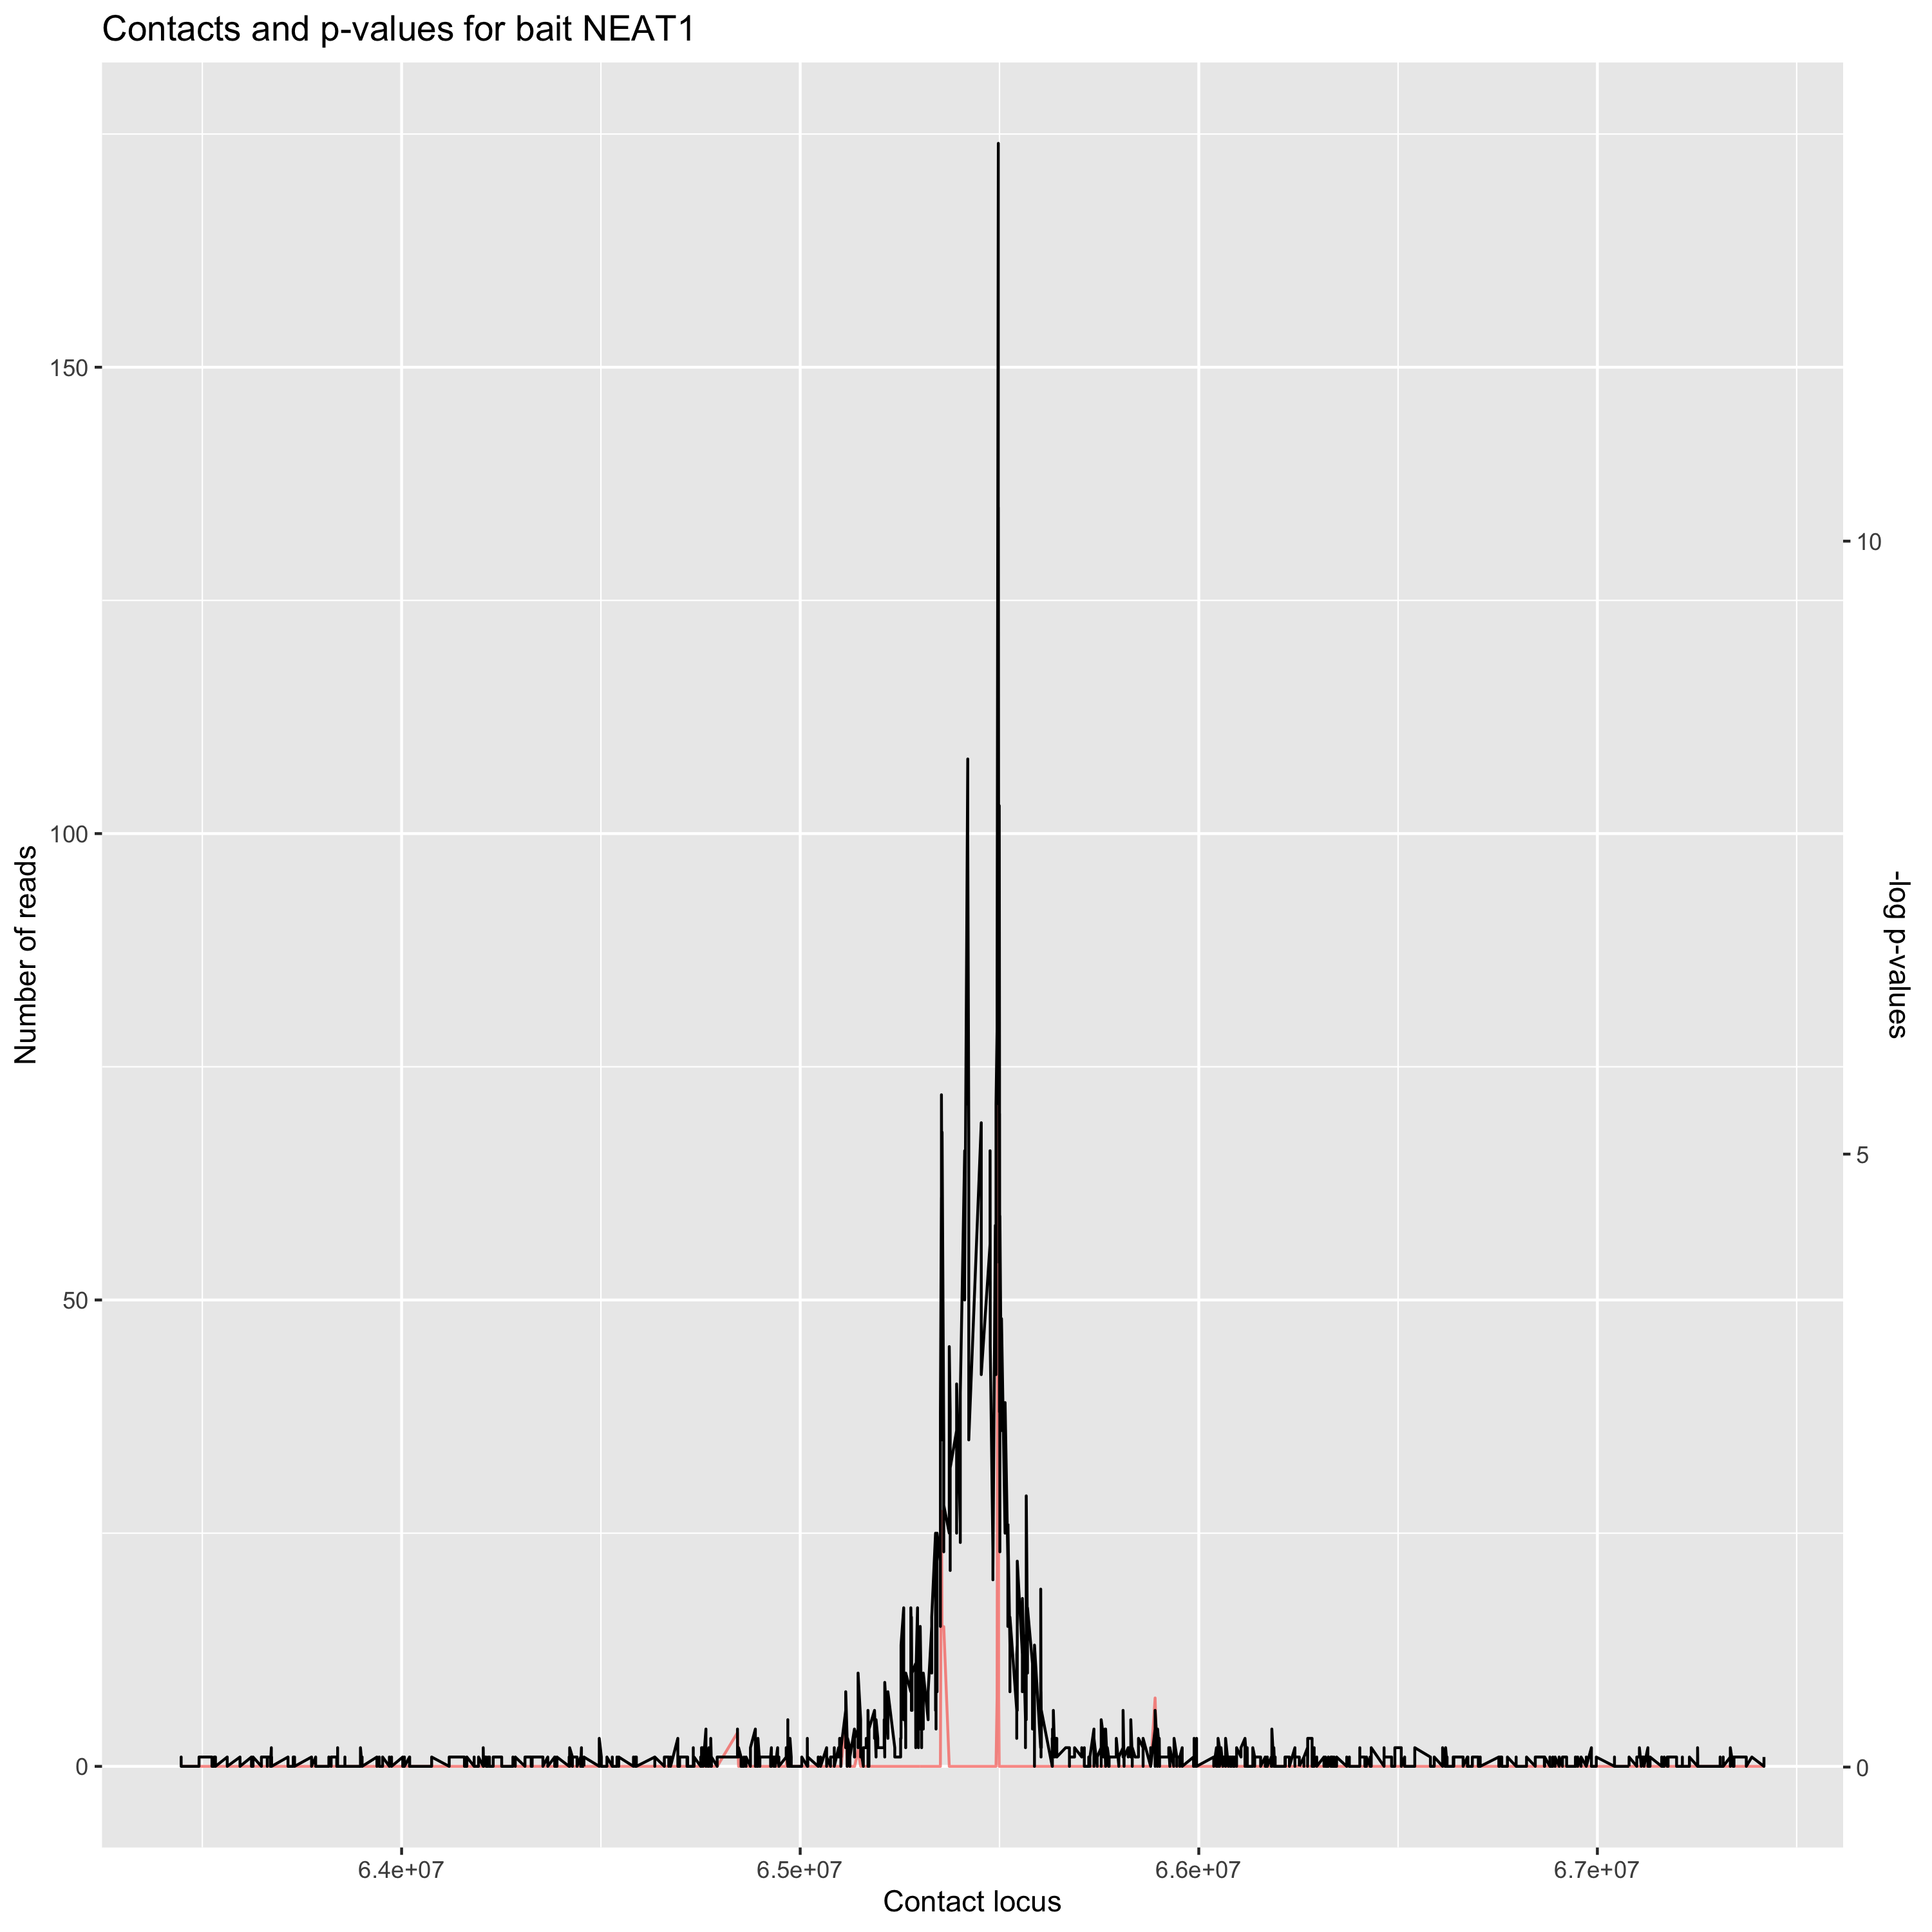 Contacts and p-values for bait NEAT1
150
100
50
0
Number of reads
10
5
0
-log p-values
6.4e+07
6.5e+07
6.6e+07
6.7e+07
Contact locus